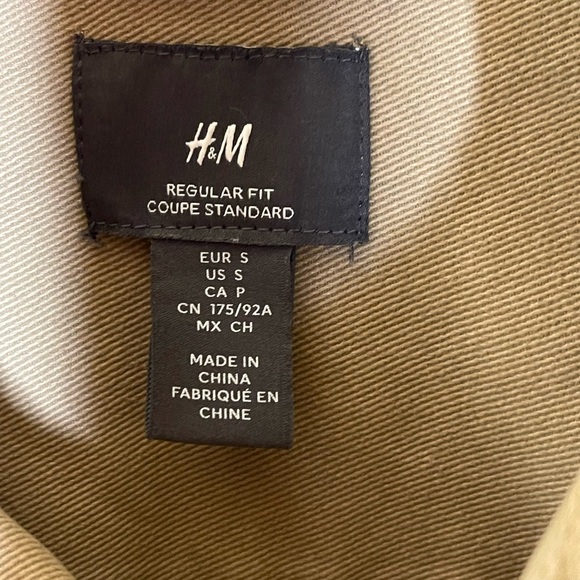 H&M
REGULAR FIT
COUPE STANDARD
EUR S
US S
CA P
CN 175/92A
MX CH
MADE IN
CHINA
FABRIQUÉ EN
CHINE